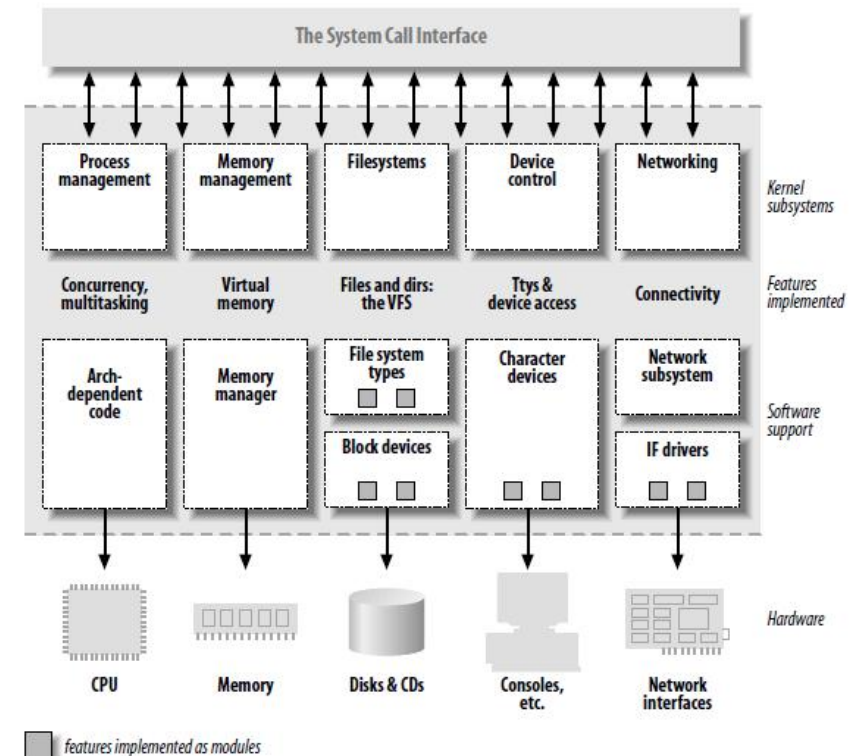 The System Call Interface
Process
management
Memory
management
Filesystems
Device
control
Networking
Kernel
subsystems
Concurrency,
multitasking
Virtual
memory
Files and dirs:
the VFS
Ttys &
device access
Connectivity
Features
implemented
Arch-
dependent
code
Memory
manager
File system
types
Block devices
Character
devices
Network
subsystem
IF drivers
Software
support
Hardware
CPU
Memory
Disks & CDs
Consoles,
etc.
Network
interfaces
features implemented as modules